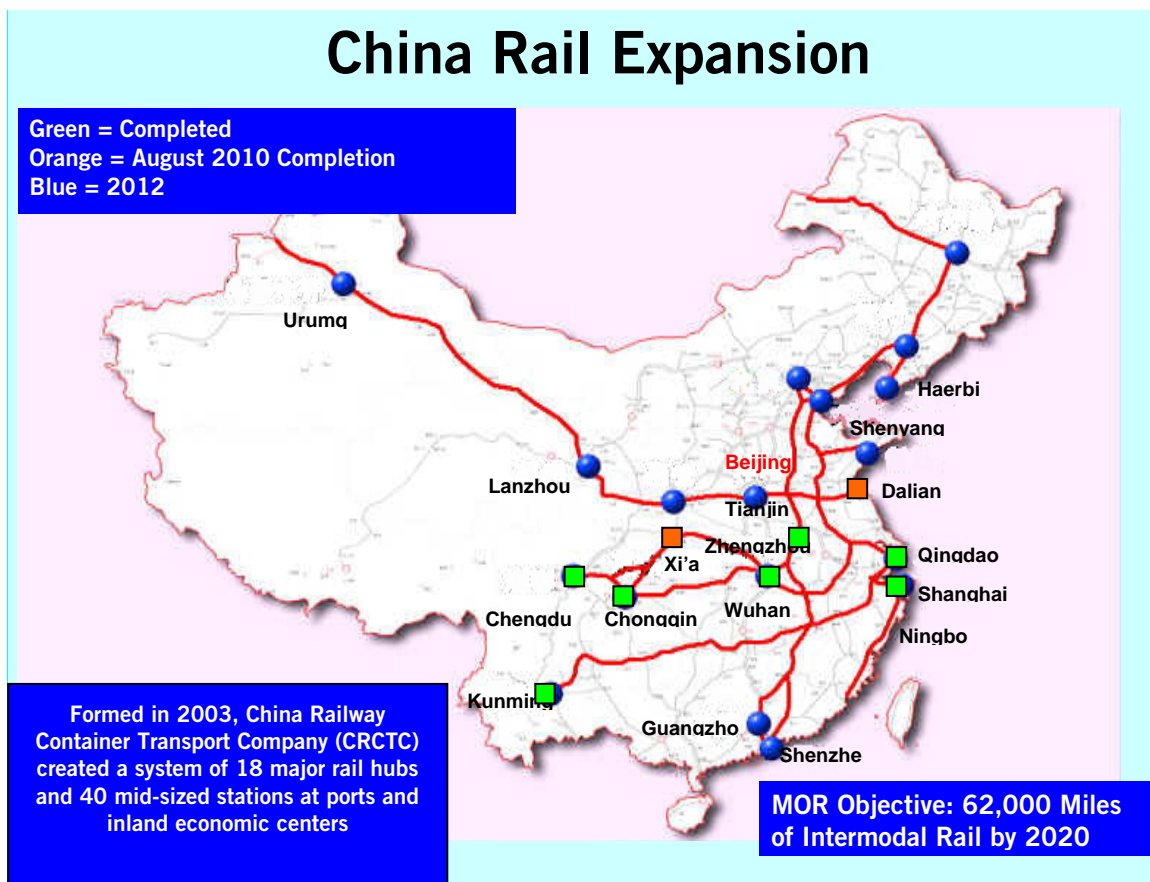 China Rail Expansion
Green = Completed
Orange = August 2010 Completion
Blue = 2012
Urumq
Haerbi
Shenyang
Beijing
Lanzhou
Dalian
Tianjin
Zhengzhou
Xi'a
Qingdao
Shanghai
Chengdu
Chongqin
Wuhan
Ningbo
Kunming
Guangzho
Shenzhe
Formed in 2003, China Railway
Container Transport Company (CRCTC)
created a system of 18 major rail hubs
and 40 mid-sized stations at ports and
inland economic centers
MOR Objective: 62,000 Miles
of Intermodal Rail by 2020